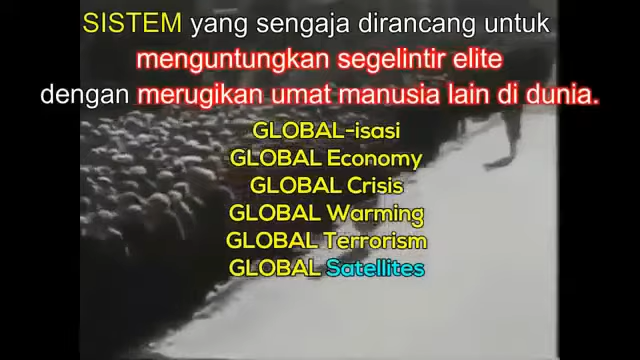 SISTEM yang sengaja dirancang untuk
menguntungkan segelintir elite
dengan merugikan umat manusia lain di dunia.
GLOBAL-isasi
GLOBAL Economy
GLOBAL Crisis
GLOBAL Warming
GLOBAL Terrorism
GLOBAL Satellites